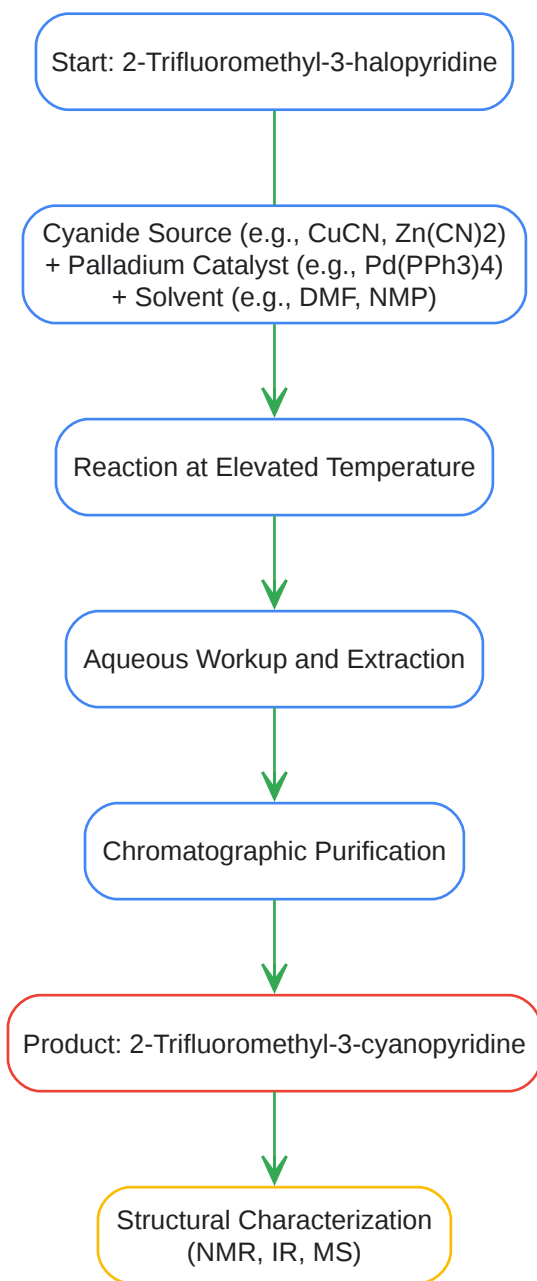 Start: 2-Trifluoromethyl-3-halopyridine
Cyanide Source (e.g., CuCN, Zn(CN)2)
+ Palladium Catalyst (e.g., Pd(PPh3)4)
+ Solvent (e.g., DMF, NMP)
Reaction at Elevated Temperature
Aqueous Workup and Extraction
Chromatographic Purification
Product: 2-Trifluoromethyl-3-cyanopyridine
Structural Characterization
(NMR, IR, MS)